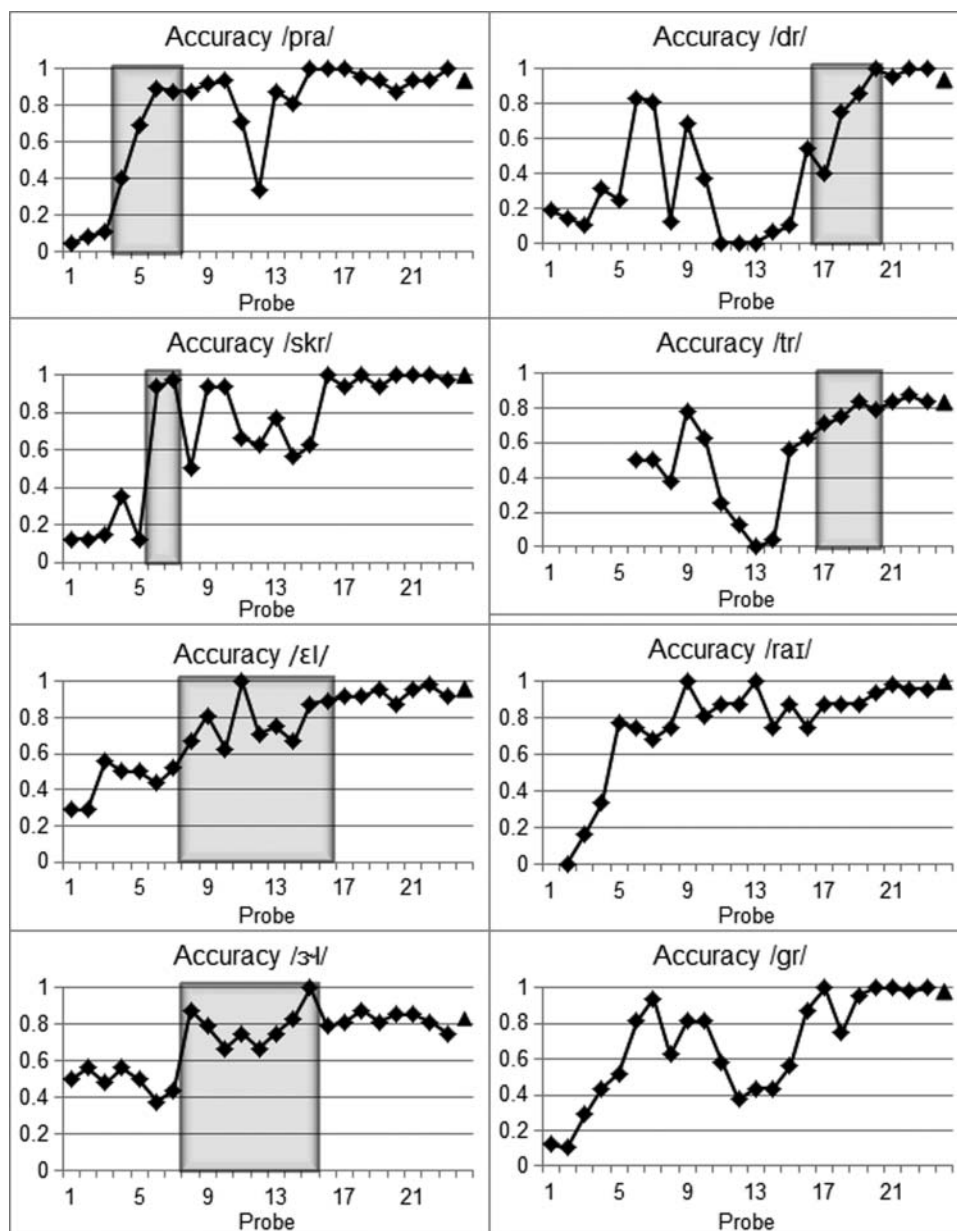 Accuracy /pra/
1
0.8
0.6
0.4
0.2
0
1 5 9 13 17 21
Probe
Accuracy /dr/
1
0.8
0.6
0.4
0.2
0
1 5 9 13 17 21
Probe
Accuracy /skr/
1
0.8
0.6
0.4
0.2
0
1 5 9 13 17 21
Probe
Accuracy /tr/
1
0.8
0.6
0.4
0.2
0
1 5 9 13 17 21
Probe
Accuracy /ɛl/
1
0.8
0.6
0.4
0.2
0
1 5 9 13 17 21
Probe
Accuracy /raɪ/
1
0.8
0.6
0.4
0.2
0
1 5 9 13 17 21
Probe
Accuracy /ɝl/
1
0.8
0.6
0.4
0.2
0
1 5 9 13 17 21
Probe
Accuracy /gr/
1
0.8
0.6
0.4
0.2
0
1 5 9 13 17 21
Probe